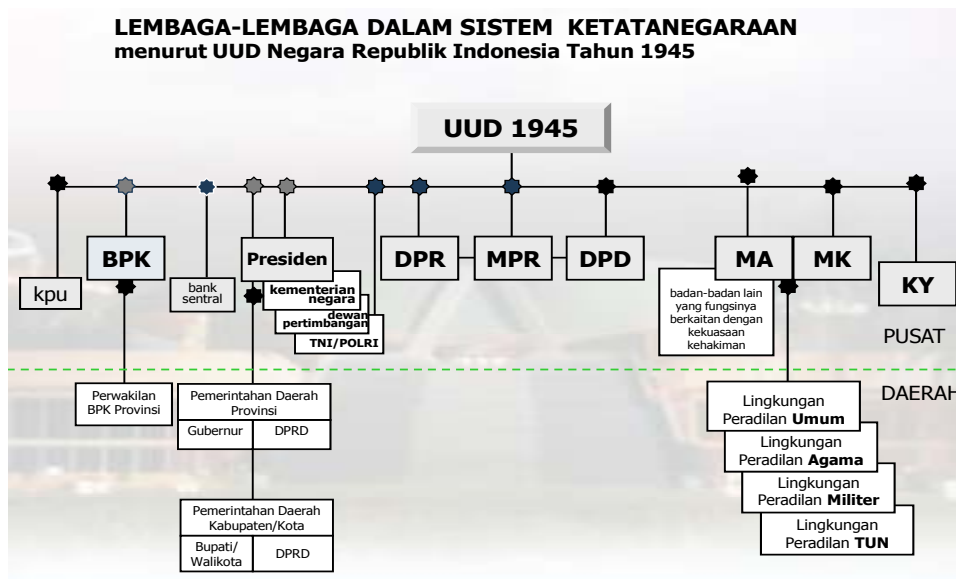 LEMBAGA-LEMBAGA DALAM SISTEM KETATANEGARAAN
menurut UUD Negara Republik Indonesia Tahun 1945
UUD 1945
kpu
BPK
bank
sentral
Presiden
kementerian
negara
dewan
pertimbangan
TNI/POLRI
DPR
MPR
DPD
MA
MK
KY
badan-badan lain
yang fungsinya
berkaitan dengan
kekuasaan
kehakiman
PUSAT
DAERAH
Perwakilan
BPK Provinsi
Pemerintahan Daerah
Provinsi
Gubernur
DPRD
Pemerintahan Daerah
Kabupaten/Kota
Bupati/
Walikota
DPRD
Lingkungan
Peradilan Umum
Lingkungan
Peradilan Agama
Lingkungan
Peradilan Militer
Lingkungan
Peradilan TUN